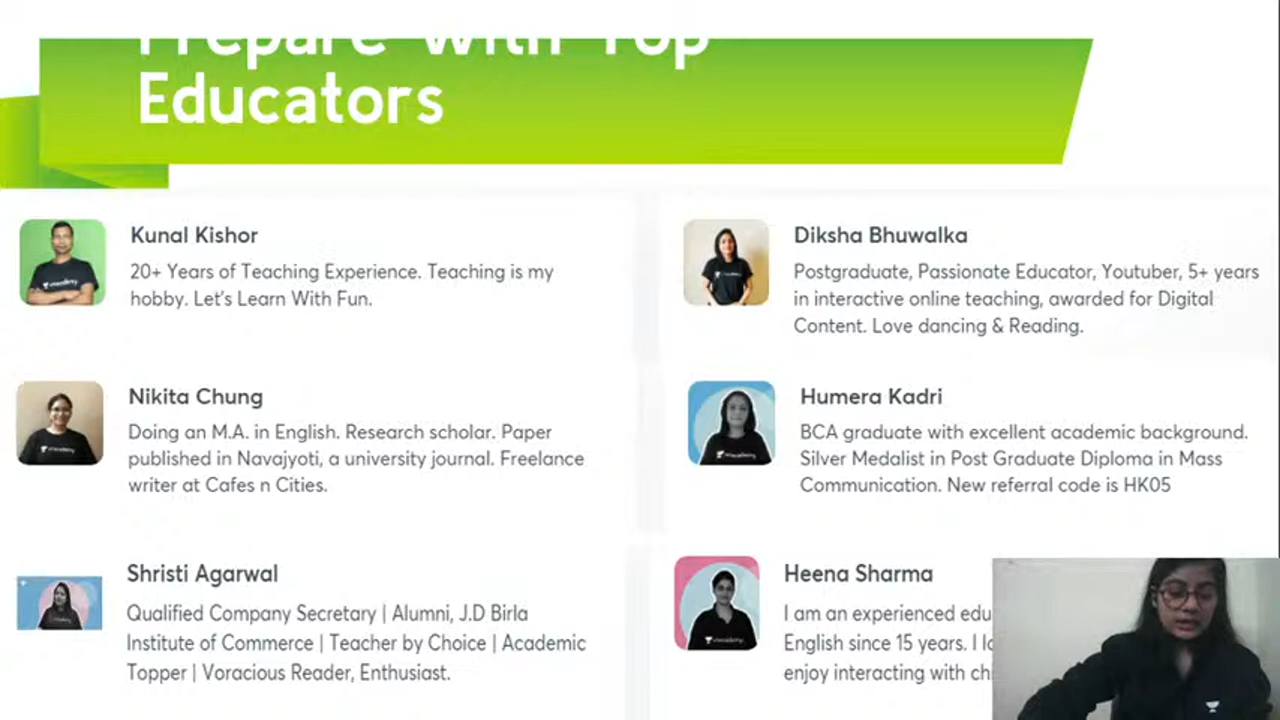 Prepare With Top
Educators
Kunal Kishor
20+ Years of Teaching Experience. Teaching is my
hobby. Let's Learn With Fun.
Diksha Bhuwalka
Postgraduate, Passionate Educator, Youtuber, 5+ years
in interactive online teaching, awarded for Digital
Content. Love dancing & Reading.
Nikita Chung
Doing an M.A. in English. Research scholar. Paper
published in Navajyoti, a university journal. Freelance
writer at Cafes n Cities.
Humera Kadri
BCA graduate with excellent academic background.
Silver Medalist in Post Graduate Diploma in Mass
Communication. New referral code is HK05
Shristi Agarwal
Qualified Company Secretary | Alumni, J.D Birla
Institute of Commerce | Teacher by Choice | Academic
Topper | Voracious Reader, Enthusiast.
Heena Sharma
I am an experienced edu
English since 15 years. I lo
enjoy interacting with ch